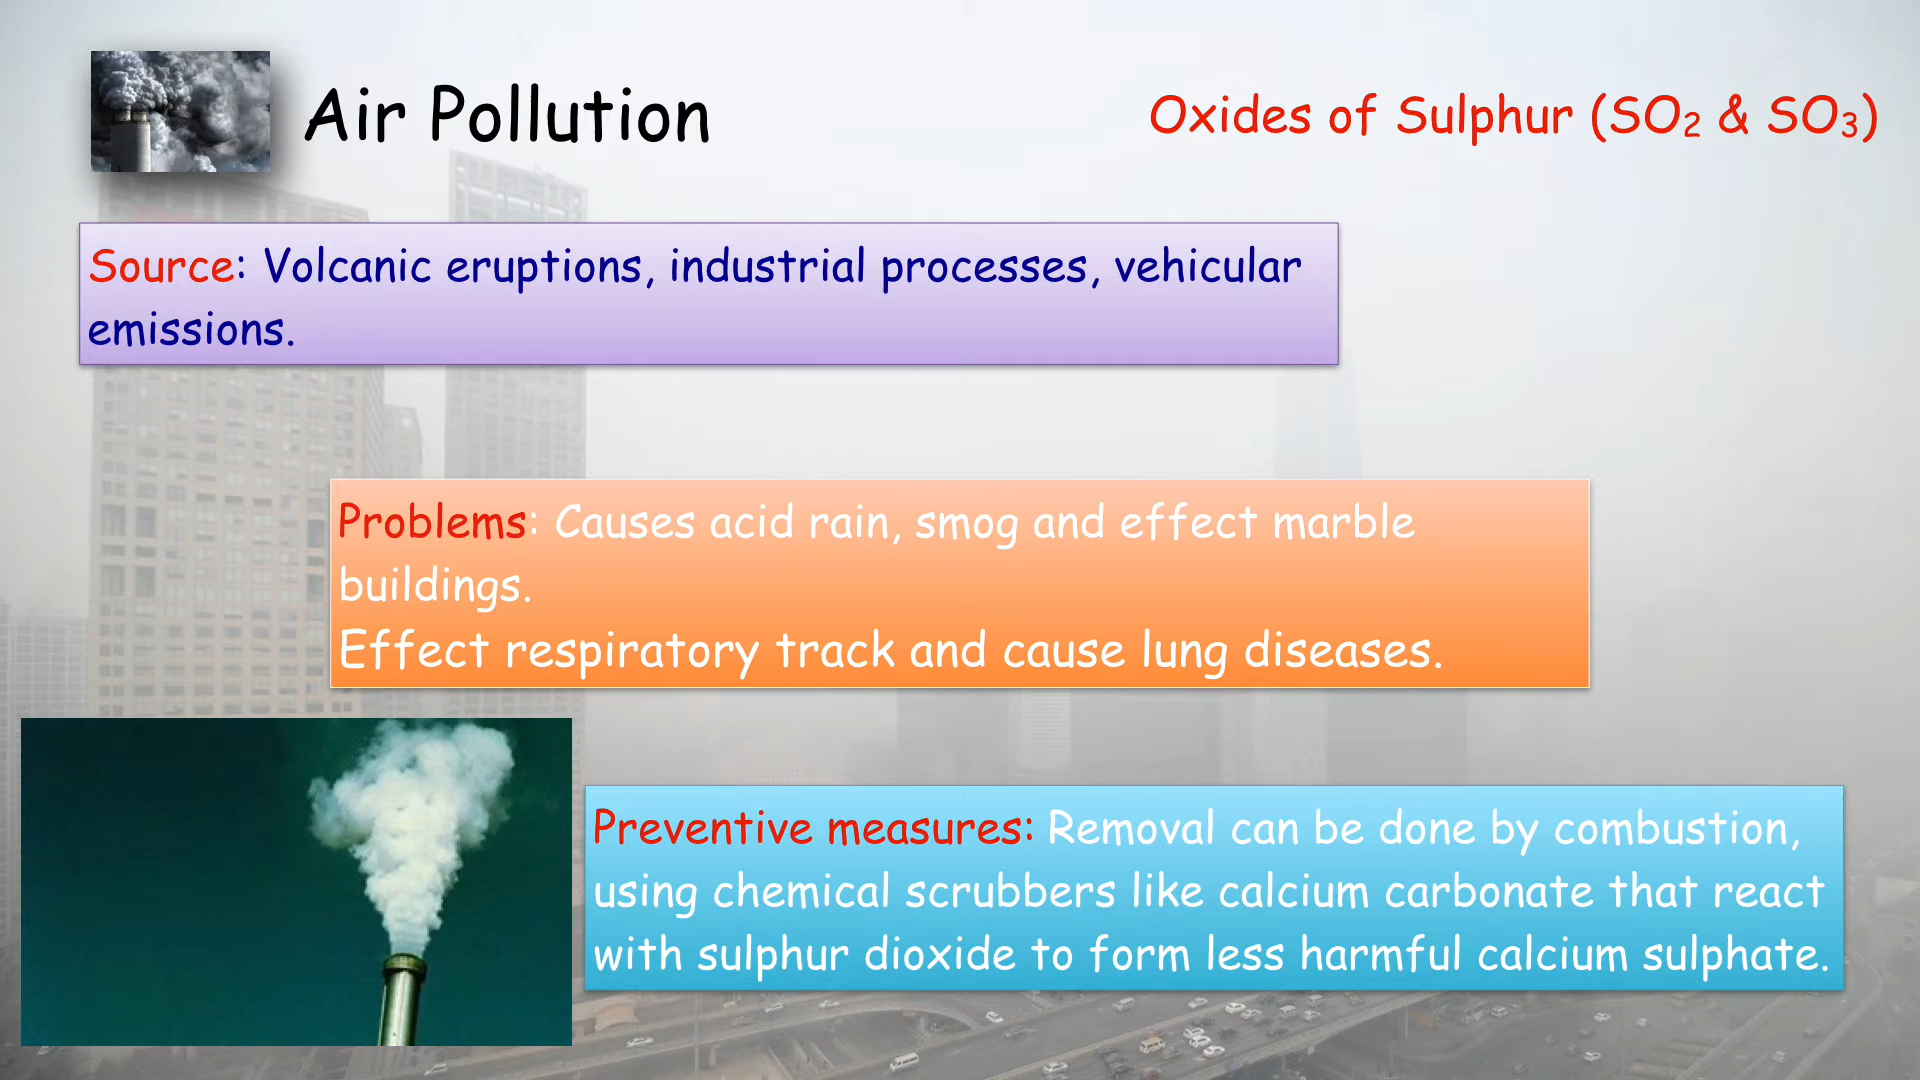 Air Pollution
Oxides of Sulphur (SO₂ & SO₃)
Source: Volcanic eruptions, industrial processes, vehicular
emissions.
Problems: Causes acid rain, smog and effect marble
buildings.
Effect respiratory track and cause lung diseases.
Preventive measures: Removal can be done by combustion,
using chemical scrubbers like calcium carbonate that react
with sulphur dioxide to form less harmful calcium sulphate.